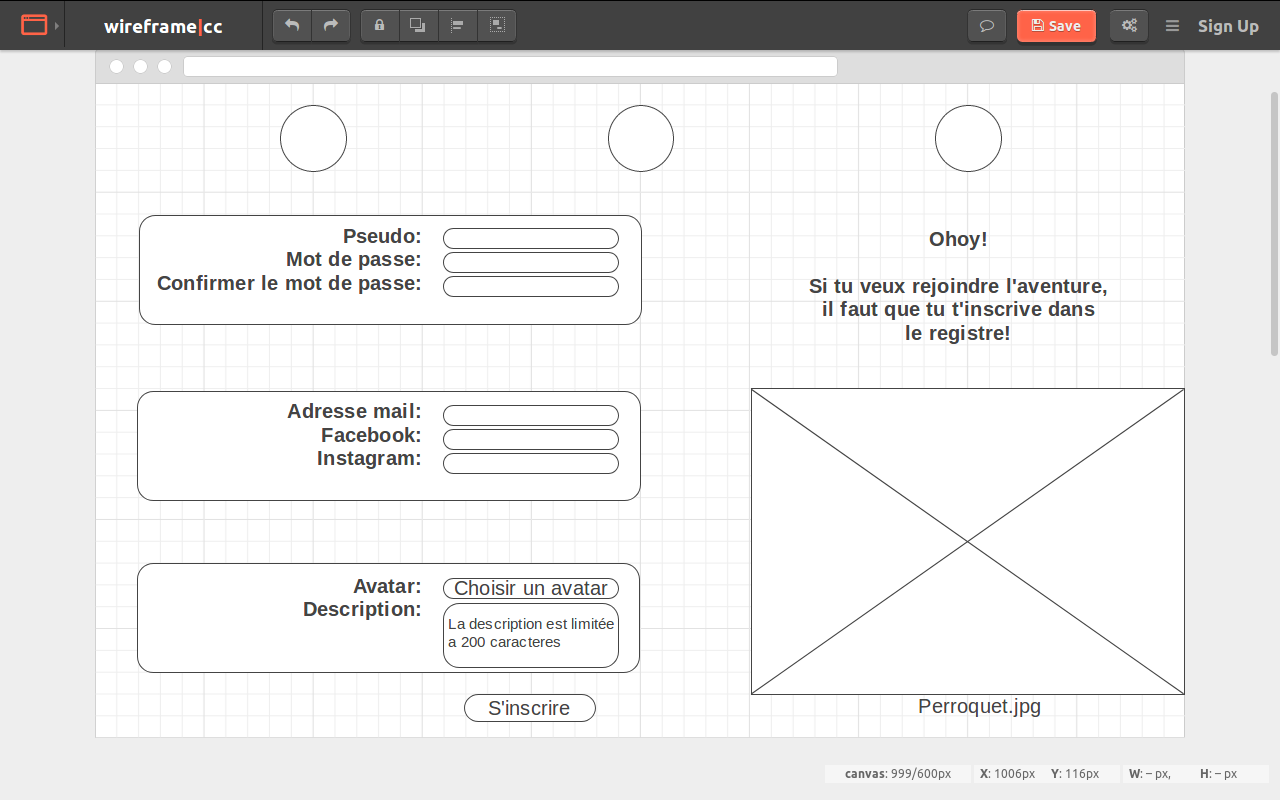 wireframe|cc
Save
Sign Up
Pseudo:
Mot de passe:
Confirmer le mot de passe:
Ohoy!
Si tu veux rejoindre l'aventure,
il faut que tu t'inscrive dans
le registre!
Adresse mail:
Facebook:
Instagram:
Avatar:
Choisir un avatar
Description:
La description est limitée
a 200 caracteres
S'inscrire
Perroquet.jpg
canvas: 999/600px X: 1006px Y: 116px W: – px, H: – px